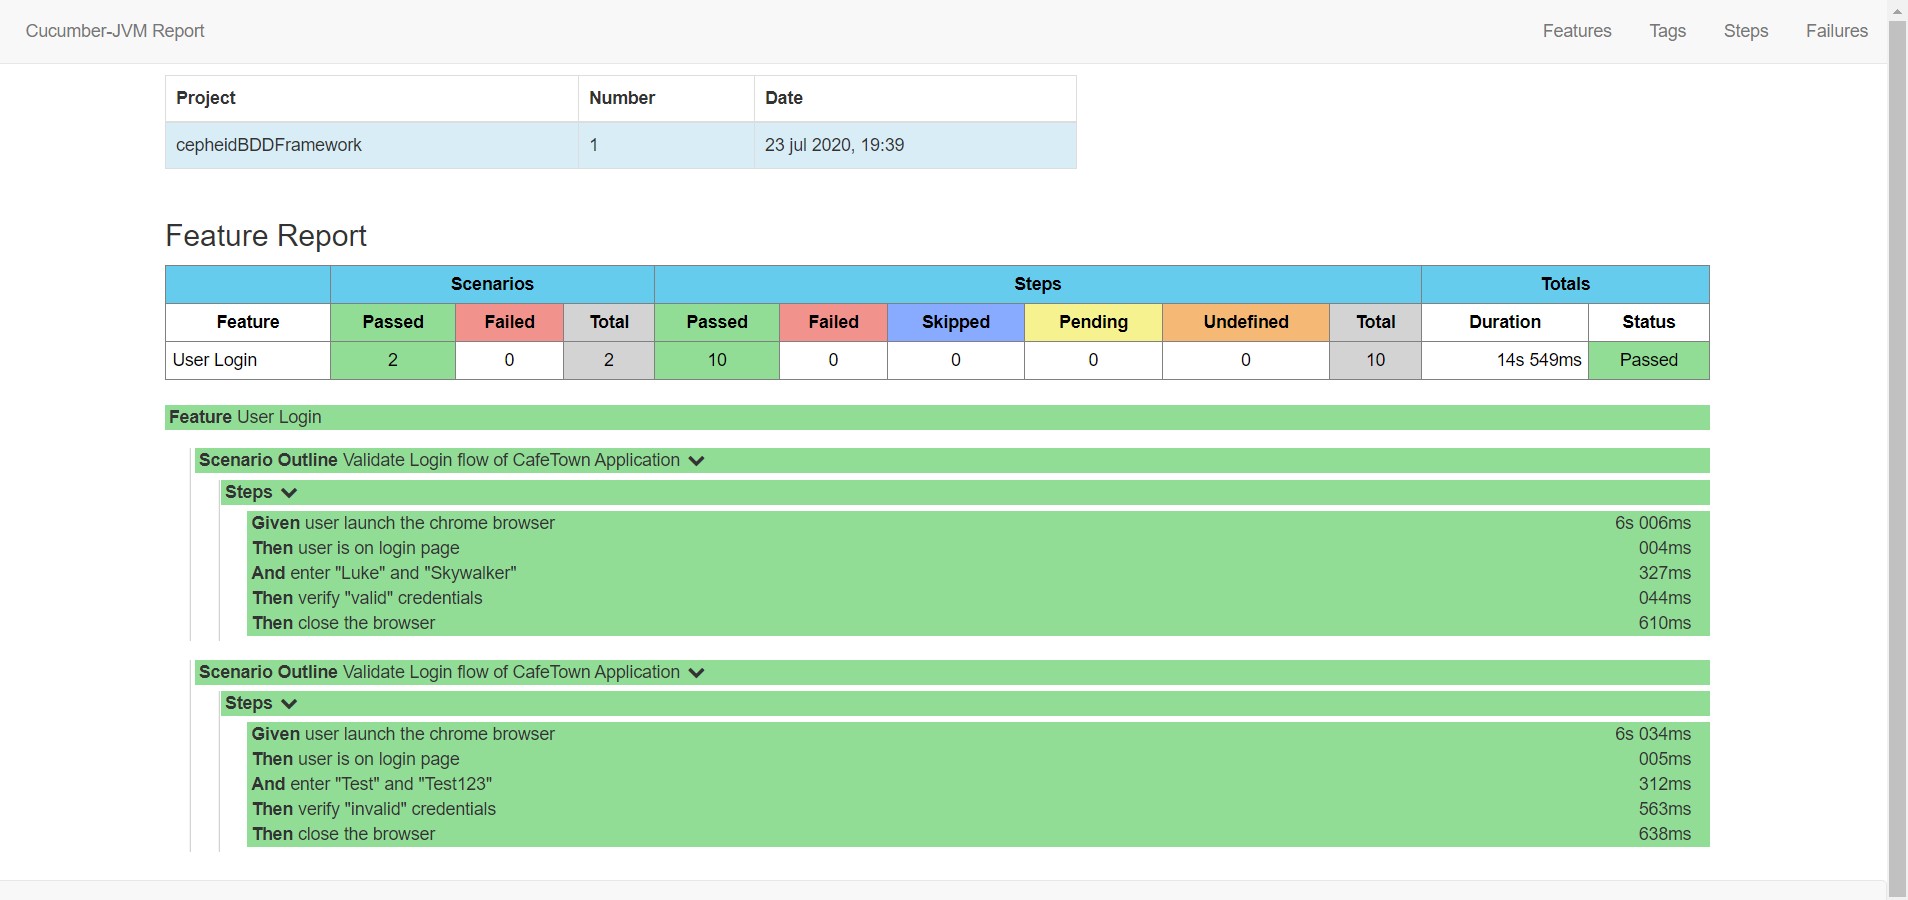 Cucumber-JVM Report Features Tags Steps Failures
Project Number Date
cepheidBDDFramework 1 23 jul 2020, 19:39
Feature Report
Scenarios Steps Totals
Feature Passed Failed Total Passed Failed Skipped Pending Undefined Total Duration Status
User Login 2 0 2 10 0 0 0 0 10 14s 549ms Passed
Feature User Login
Scenario Outline Validate Login flow of CafeTown Application
Steps
Given user launch the chrome browser 6s 006ms
Then user is on login page 004ms
And enter "Luke" and "Skywalker" 327ms
Then verify "valid" credentials 044ms
Then close the browser 610ms
Scenario Outline Validate Login flow of CafeTown Application
Steps
Given user launch the chrome browser 6s 034ms
Then user is on login page 005ms
And enter "Test" and "Test123" 312ms
Then verify "invalid" credentials 563ms
Then close the browser 638ms